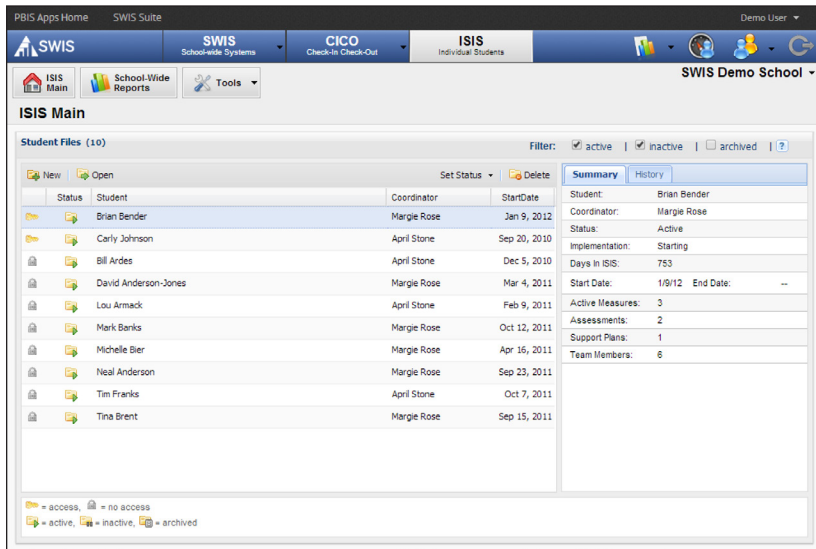 PBIS Apps Home SWIS Suite Demo User
SWIS SWIS CICO ISIS
School-wide Systems Check-In Check-Out Individual Students
ISIS Main School-Wide Reports Tools SWIS Demo School
ISIS Main
Student Files (10) Filter: active | inactive | archived | ?
New Open Set Status Delete Summary History
Status Student Coordinator StartDate
Brian Bender Margie Rose Jan 9, 2012
Carly Johnson April Stone Sep 20, 2010
Bill Ardes April Stone Dec 5, 2010
David Anderson-Jones Margie Rose Mar 4, 2011
Lou Armack April Stone Feb 9, 2011
Mark Banks Margie Rose Oct 12, 2011
Michelle Bier Margie Rose Apr 16, 2011
Neal Anderson Margie Rose Sep 23, 2011
Tim Franks April Stone Oct 7, 2011
Tina Brent Margie Rose Sep 15, 2011
Student: Brian Bender
Coordinator: Margie Rose
Status: Active
Implementation: Starting
Days In ISIS: 753
Start Date: 1/9/12 End Date: --
Active Measures: 3
Assessments: 2
Support Plans: 1
Team Members: 6
= access, = no access
= active, = inactive, = archived